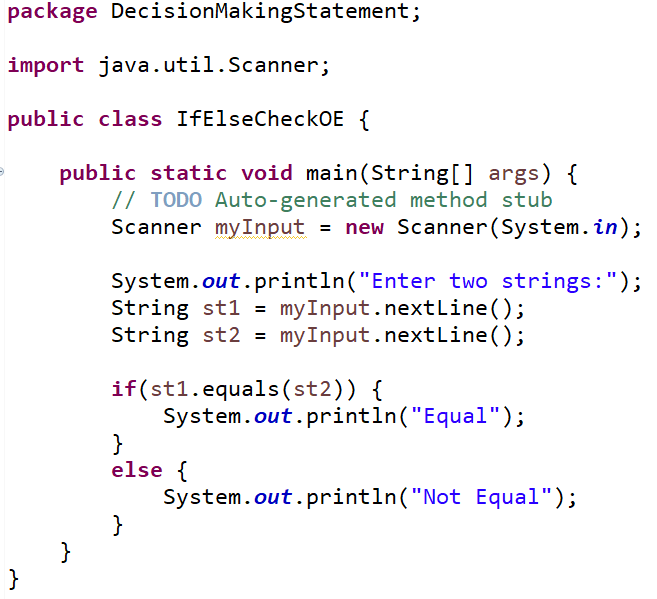 package DecisionMakingStatement;
import java.util.Scanner;
public class IfElseCheckOE {
public static void main(String[] args) {
// TODO Auto-generated method stub
Scanner myInput = new Scanner(System.in);
System.out.println("Enter two strings:");
String st1 = myInput.nextLine();
String st2 = myInput.nextLine();
if(st1.equals(st2)) {
System.out.println("Equal");
}
else {
System.out.println("Not Equal");
}
}
}